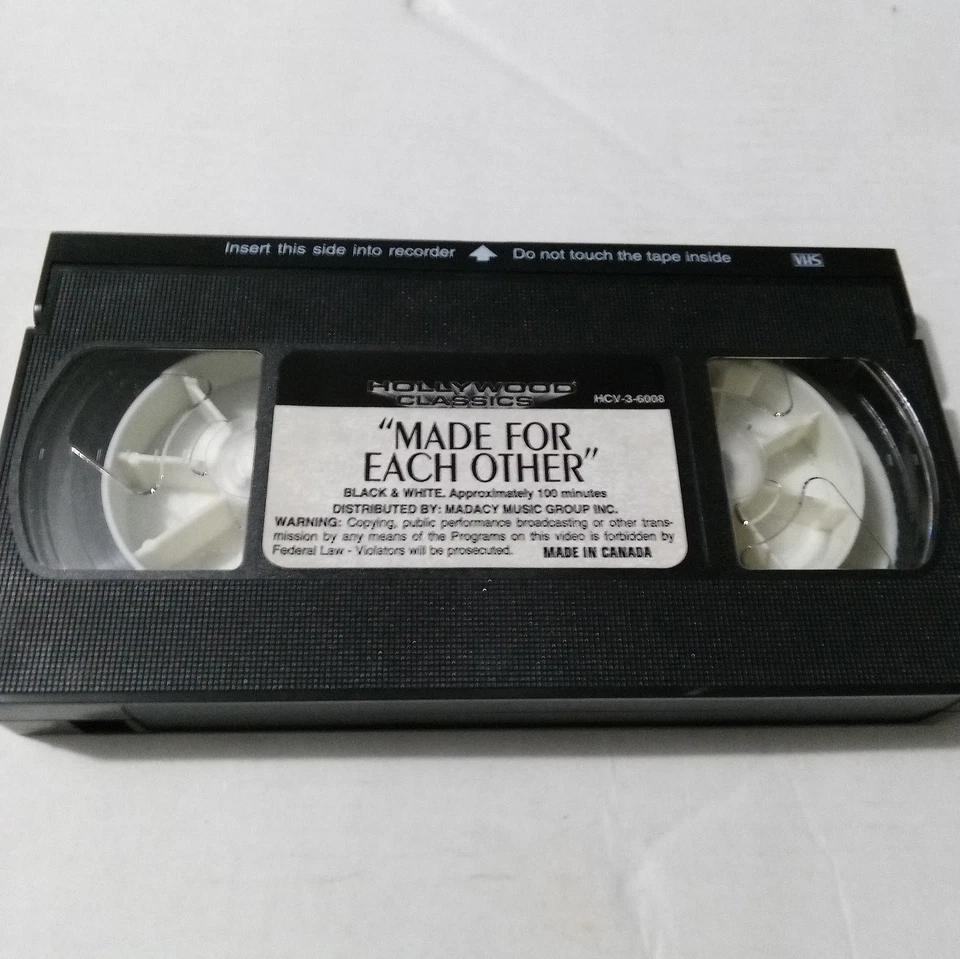 Insert this side into recorder Do not touch the tape inside VHS
HOLLYWOOD
CLASSICS HCV-3-6008
"MADE FOR
EACH OTHER"
BLACK & WHITE. Approximately 100 minutes
DISTRIBUTED BY: MADACY MUSIC GROUP INC.
WARNING: Copying, public performance broadcasting or other trans-
mission by any means of the Programs on this video is forbidden by
Federal Law - Violators will be prosecuted. MADE IN CANADA